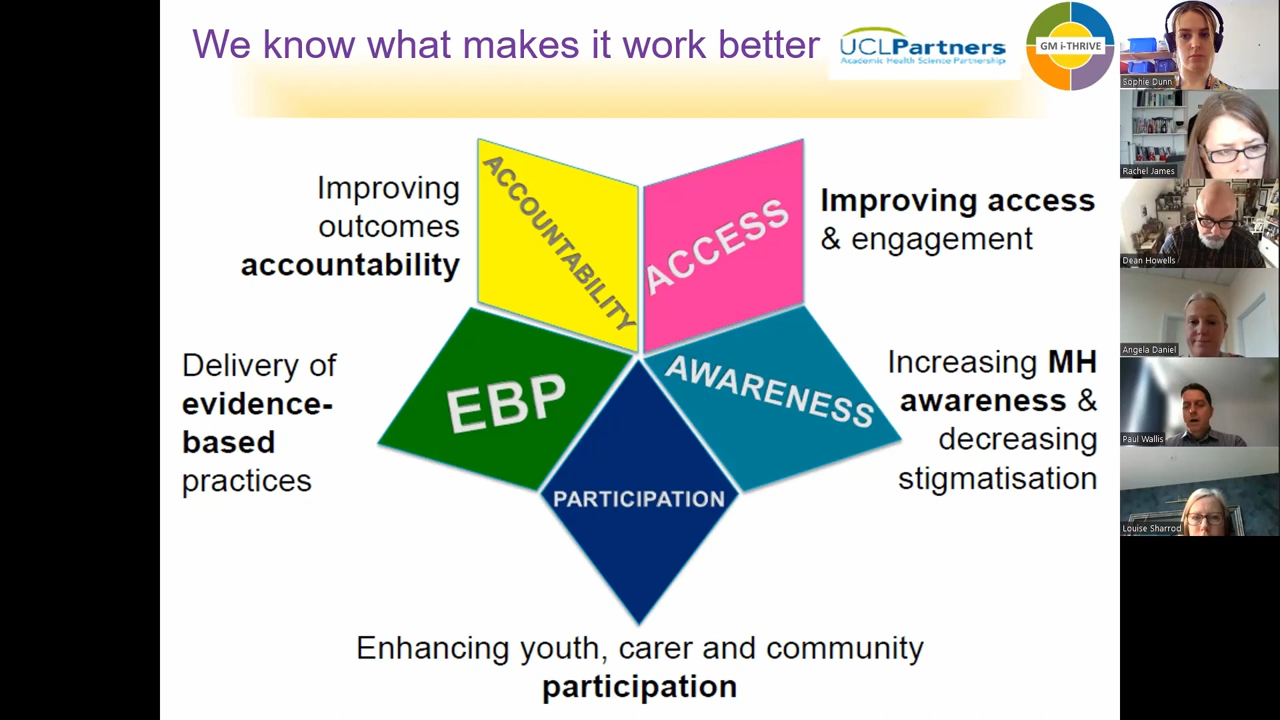 We know what makes it work better
UCLPartners
Academic Health Science Partnership
GM i-THRIVE
Improving
outcomes
accountability
ACCOUNTABILITY
ACCESS
Improving access
& engagement
Delivery of
evidence-
based
practices
EBP
AWARENESS
Increasing MH
awareness &
decreasing
stigmatisation
PARTICIPATION
Enhancing youth, carer and community
participation
Sophie Dunn
Rachel James
Dean Howells
Angela Daniel
Paul Wallis
Louise Sharrod